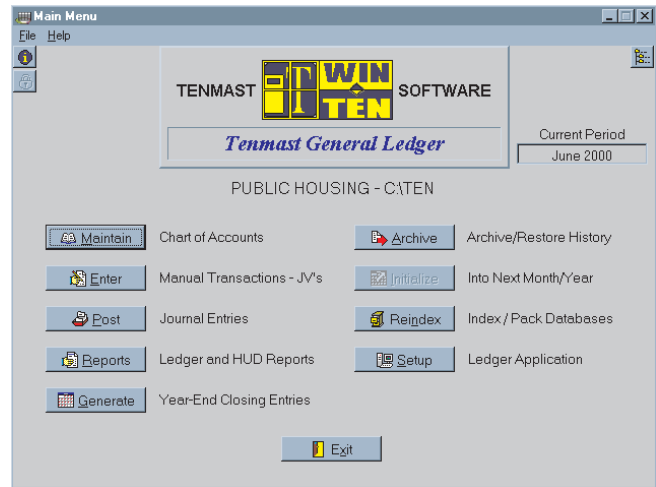 Main Menu
File Help
TENMAST WIN TEN SOFTWARE
Tenmast General Ledger
Current Period
June 2000
PUBLIC HOUSING - C:\TEN
Maintain Chart of Accounts Archive Archive/Restore History
Enter Manual Transactions - JV's Initialize Into Next Month/Year
Post Journal Entries Reindex Index / Pack Databases
Reports Ledger and HUD Reports Setup Ledger Application
Generate Year-End Closing Entries
Exit